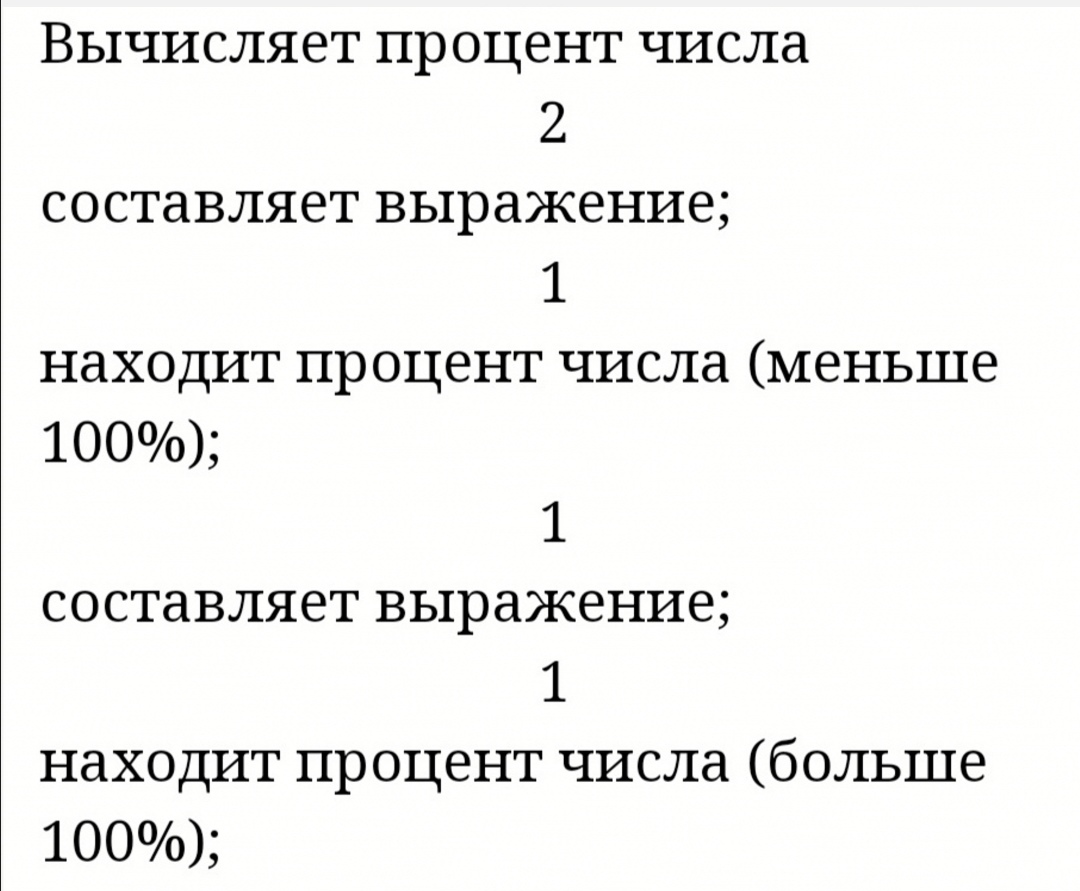 Вычисляет процент числа
2
составляет выражение;
1
находит процент числа (меньше
100%);
1
составляет выражение;
1
находит процент числа (больше
100%);